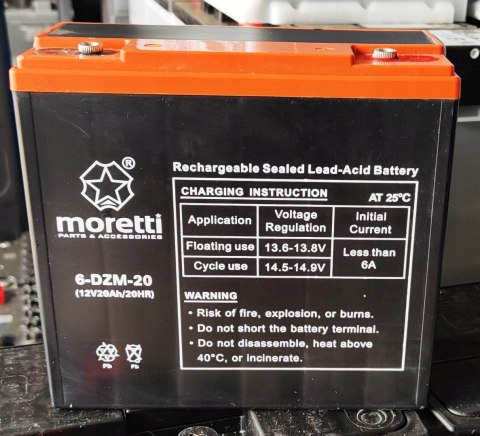 ®
moretti
PARTS & ACCESSORIES
6-DZM-20
(12V20Ah/20HR)
Pb Pb
Rechargeable Sealed Lead-Acid Battery
CHARGING INSTRUCTION AT 25°C
Application Voltage Regulation Initial Current
Floating use 13.6-13.8V Less than 6A
Cycle use 14.5-14.9V
WARNING
• Risk of fire, explosion, or burns.
• Do not short the battery terminal.
• Do not disassemble, heat above
40°C, or incinerate.